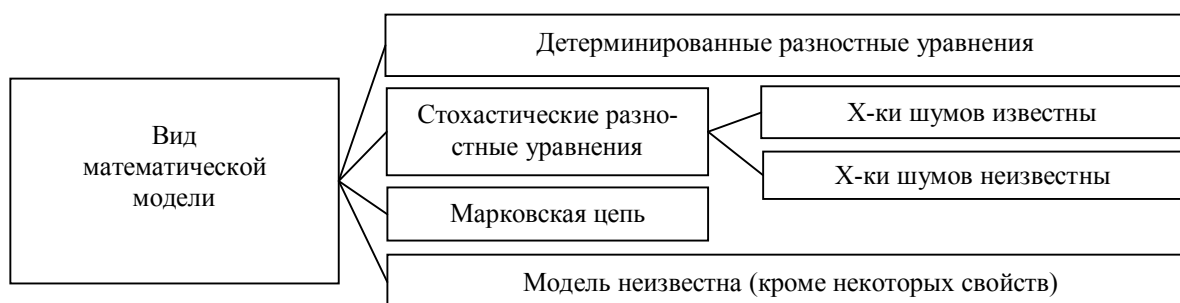 Вид
математической
модели
Детерминированные разностные уравнения
Стохастические разно-
стные уравнения
Х-ки шумов известны
Х-ки шумов неизвестны
Марковская цепь
Модель неизвестна (кроме некоторых свойств)